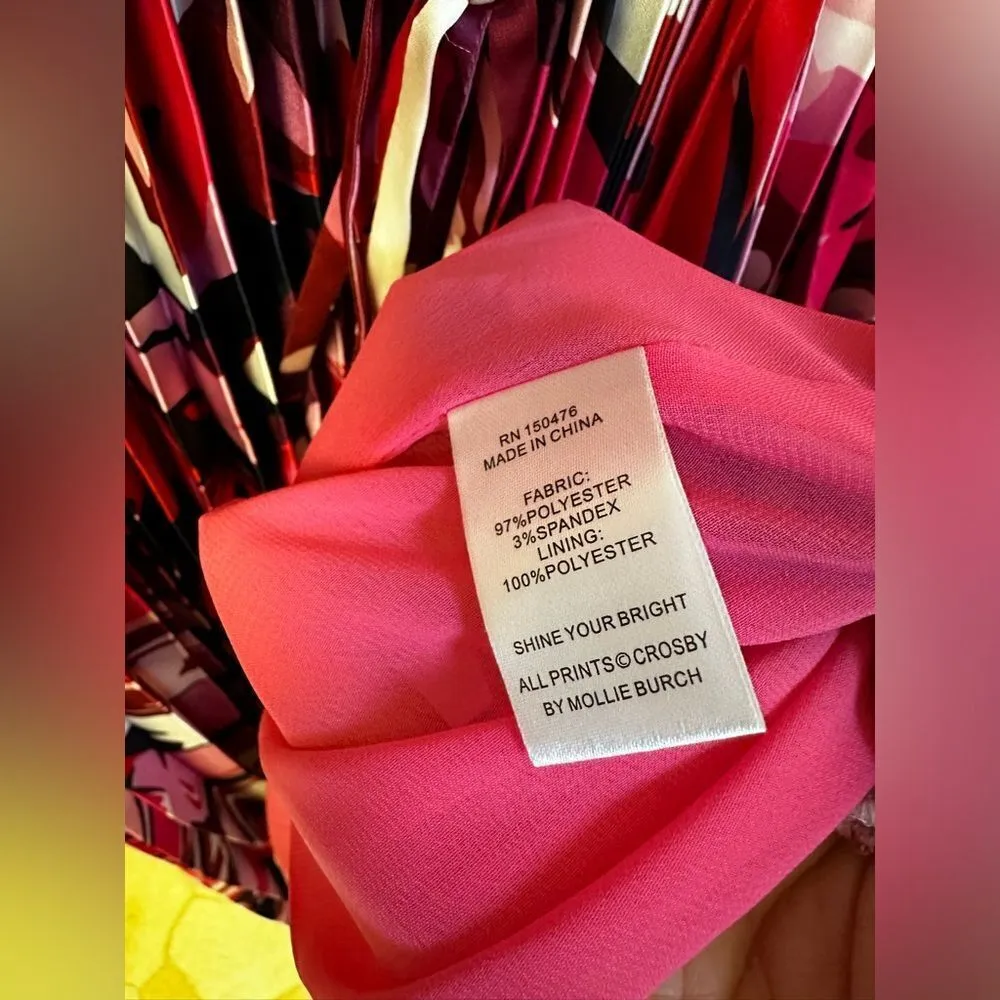 RN 150476
MADE IN CHINA
FABRIC:
97%POLYESTER
3%SPANDEX
LINING:
100%POLYESTER
SHINE YOUR BRIGHT
ALL PRINTS © CROSBY
BY MOLLIE BURCH